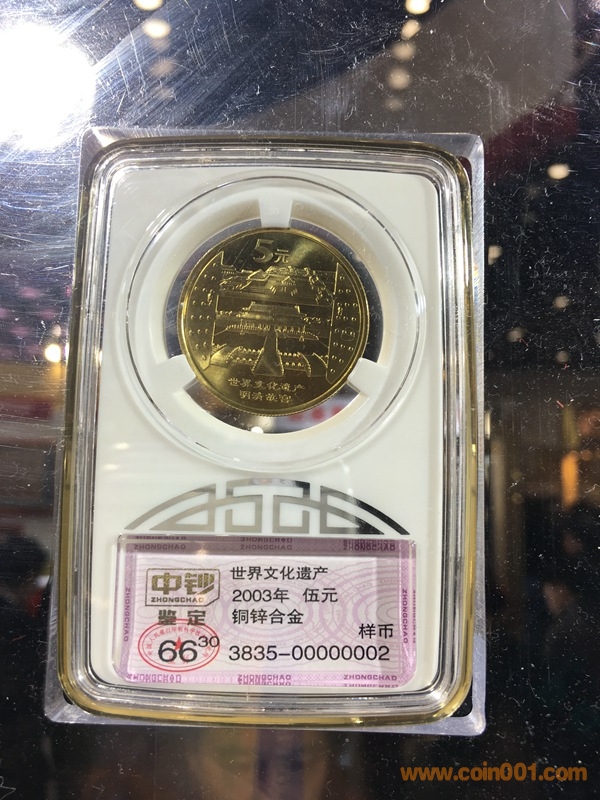 5元
世界文化遗产
明清故宫
中钞
ZHONGCHAO
鉴定
世界文化遗产
2003年 伍元
铜锌合金
样币
66 30
3835-00000002
ZHONGCHAO
ZHONGCHAO
www.coin001.com